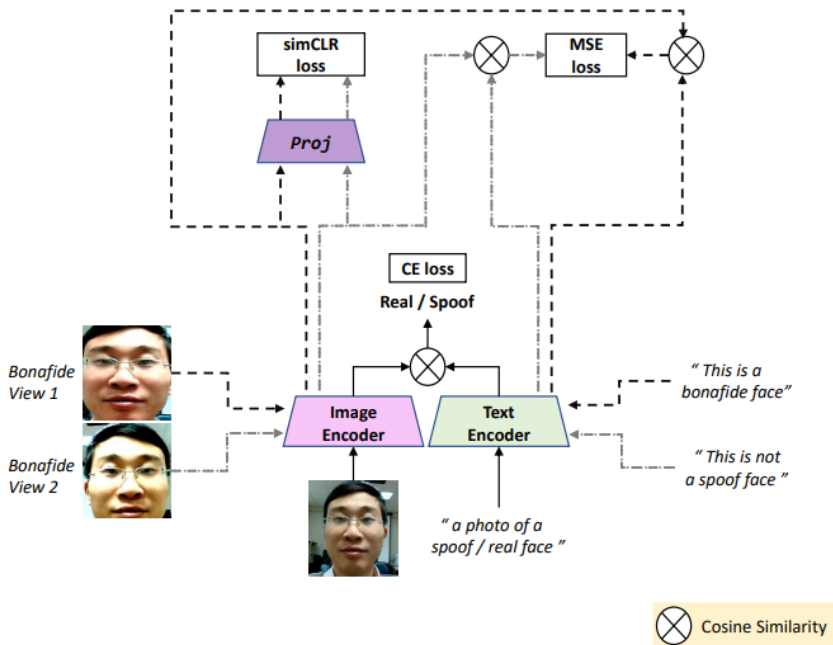 simCLR
loss
MSE
loss
Proj
CE loss
Real / Spoof
Bonafide
View 1
Image
Encoder
Text
Encoder
“ This is a
bonafide face”
Bonafide
View 2
“ This is not
a spoof face ”
“ a photo of a
spoof / real face ”
Cosine Similarity